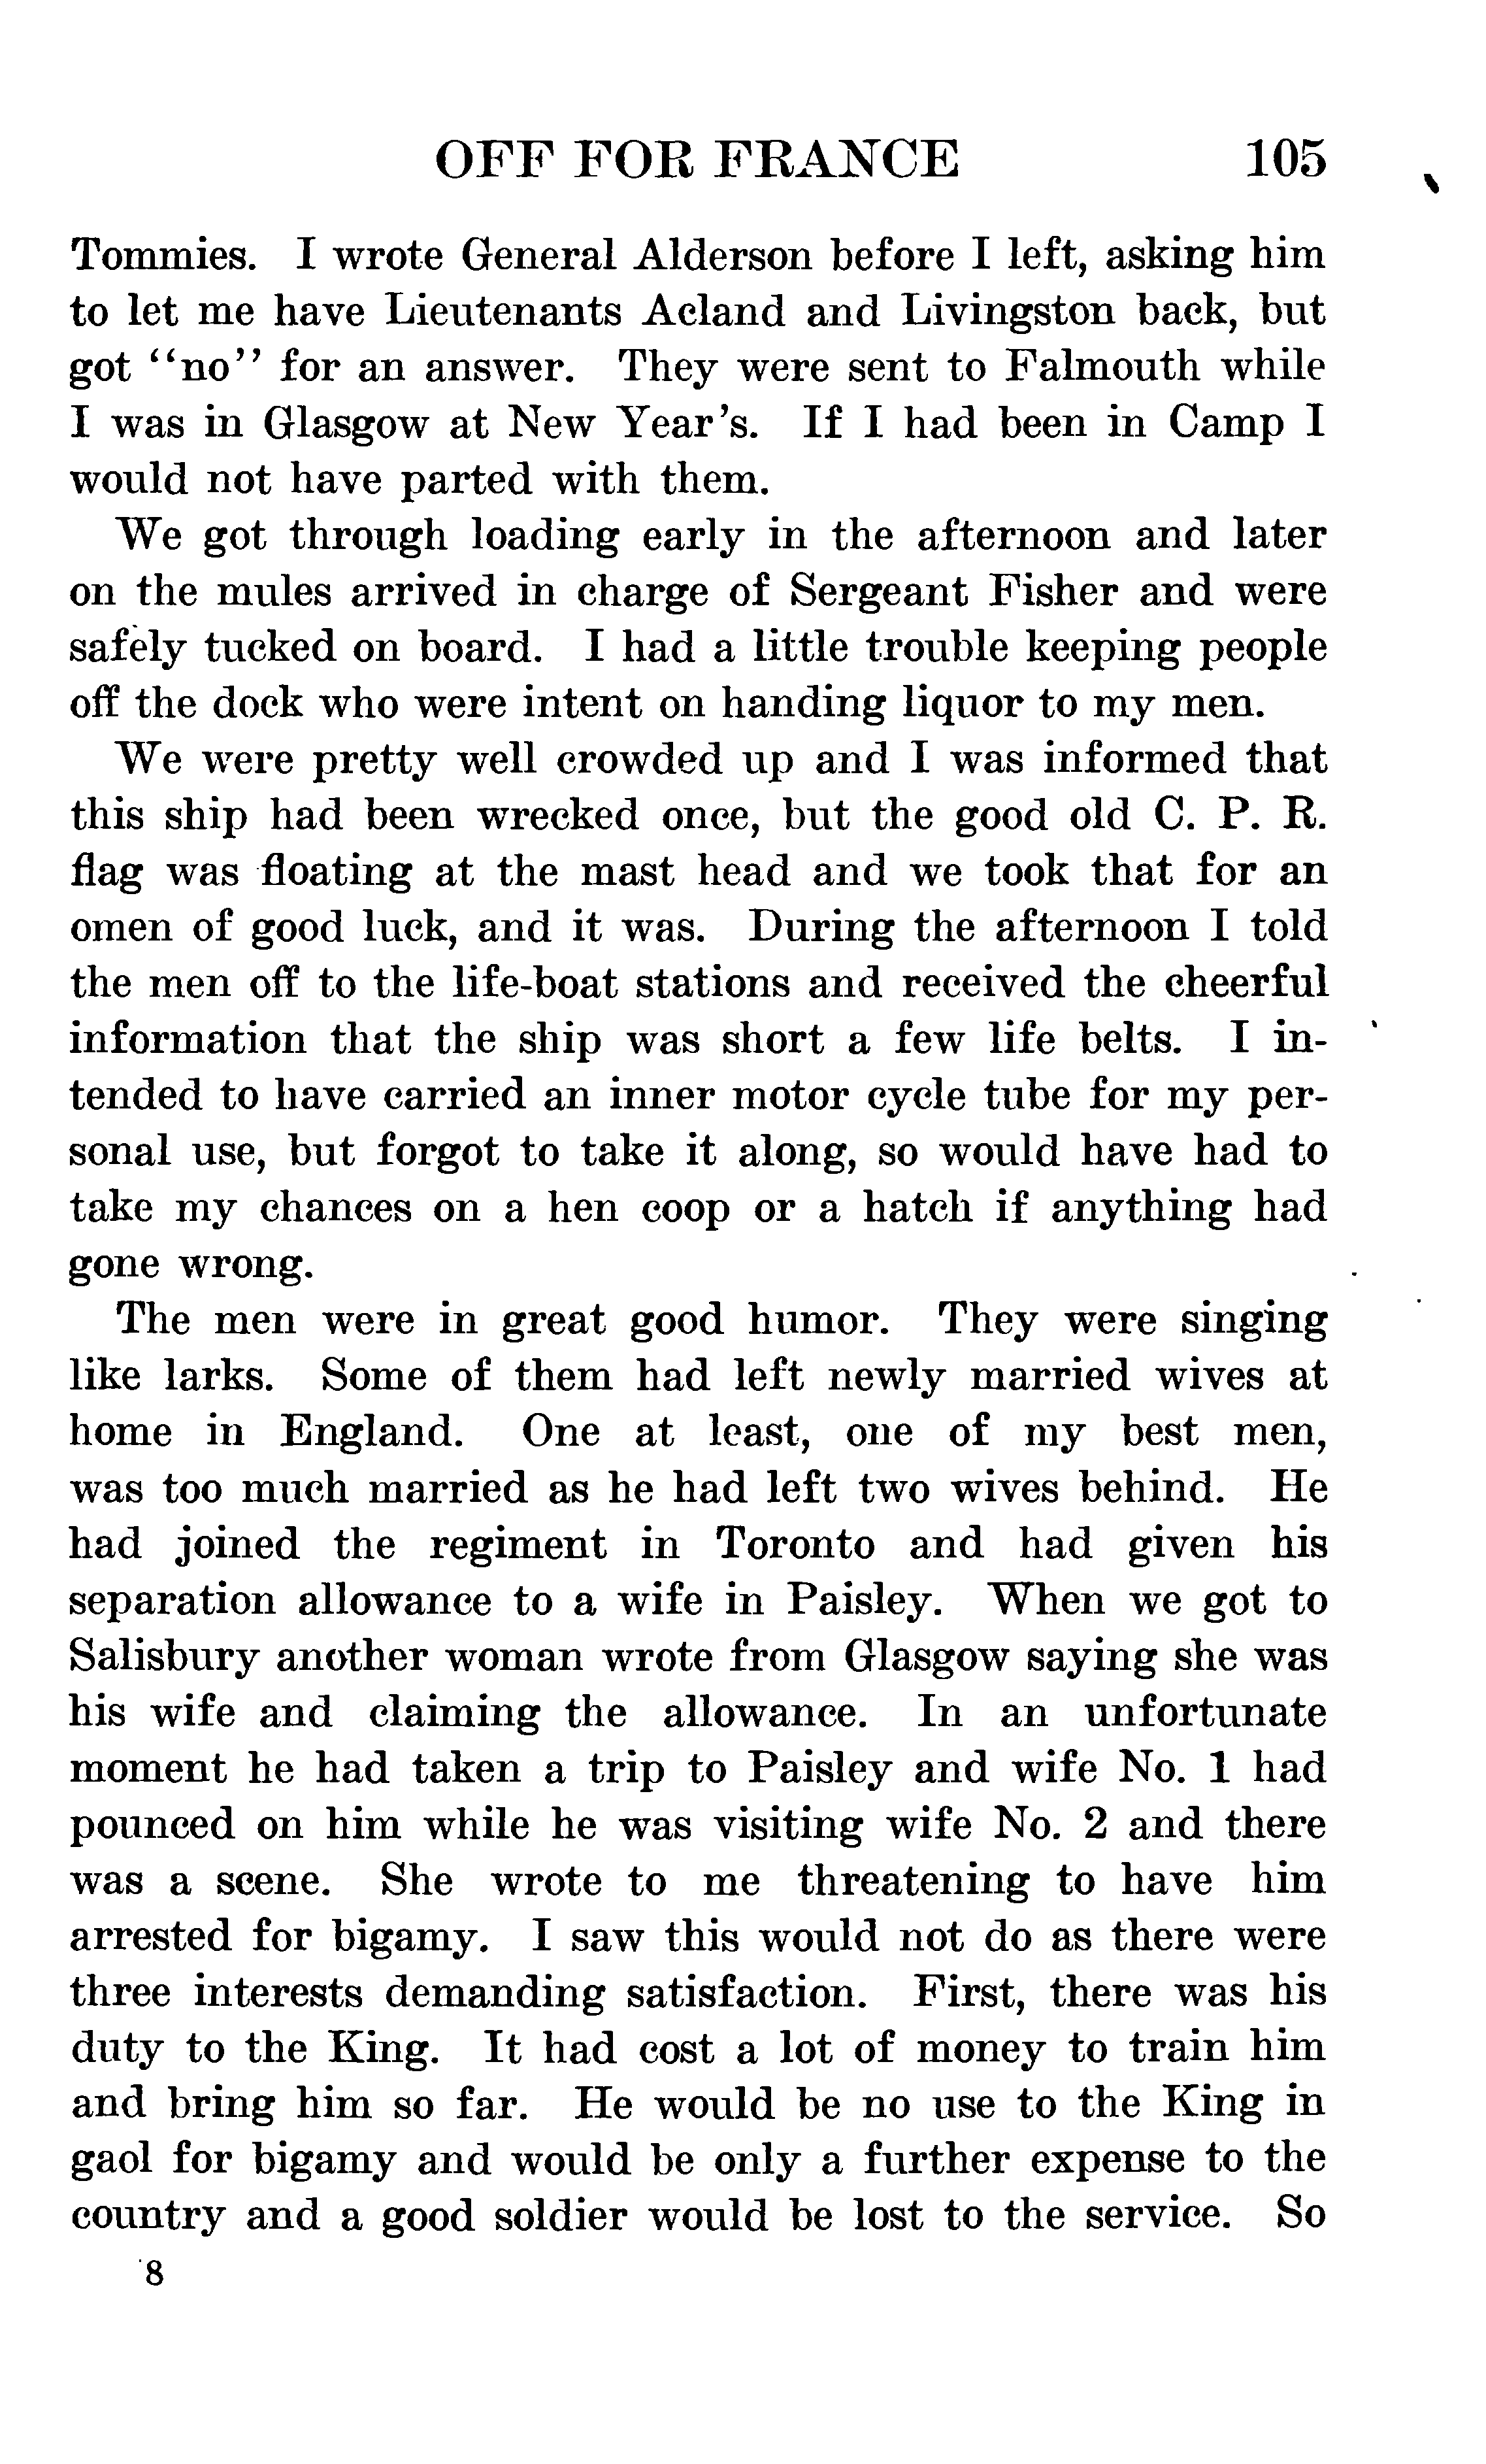 OFF FOR FRANCE 105
Tommies. I wrote General Alderson before I left, asking him
to let me have Lieutenants Acland and Livingston back, but
got "no" for an answer. They were sent to Falmouth while
I was in Glasgow at New Year's. If I had been in Camp I
would not have parted with them.
We got through loading early in the afternoon and later
on the mules arrived in charge of Sergeant Fisher and were
safely tucked on board. I had a little trouble keeping people
off the dock who were intent on handing liquor to my men.
We were pretty well crowded up and I was informed that
this ship had been wrecked once, but the good old C. P. R.
flag was floating at the mast head and we took that for an
omen of good luck, and it was. During the afternoon I told
the men off to the life-boat stations and received the cheerful
information that the ship was short a few life belts. I in-
tended to have carried an inner motor cycle tube for my per-
sonal use, but forgot to take it along, so would have had to
take my chances on a hen coop or a hatch if anything had
gone wrong.
The men were in great good humor. They were singing
like larks. Some of them had left newly married wives at
home in England. One at least, one of my best men,
was too much married as he had left two wives behind. He
had joined the regiment in Toronto and had given his
separation allowance to a wife in Paisley. When we got to
Salisbury another woman wrote from Glasgow saying she was
his wife and claiming the allowance. In an unfortunate
moment he had taken a trip to Paisley and wife No. 1 had
pounced on him while he was visiting wife No. 2 and there
was a scene. She wrote to me threatening to have him
arrested for bigamy. I saw this would not do as there were
three interests demanding satisfaction. First, there was his
duty to the King. It had cost a lot of money to train him
and bring him so far. He would be no use to the King in
gaol for bigamy and would be only a further expense to the
country and a good soldier would be lost to the service. So
8